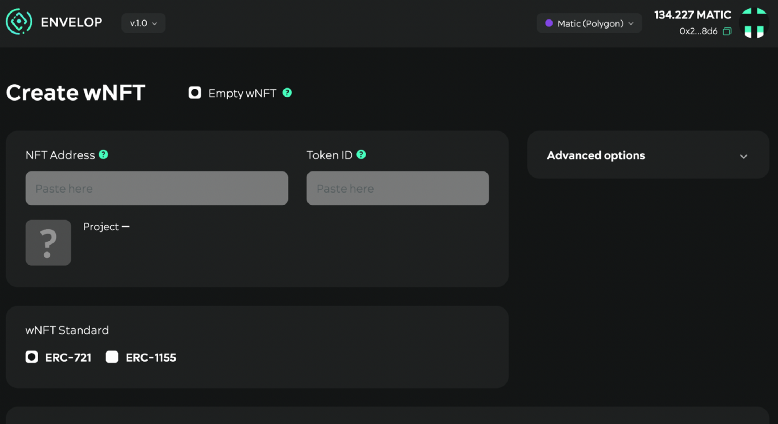 ENVELOP
v.1.0
Matic (Polygon)
134.227 MATIC
0x2...8d6
Create wNFT
Empty wNFT ?
NFT Address ?
Token ID ?
Paste here
Paste here
?
Project —
Advanced options
wNFT Standard
ERC-721
ERC-1155